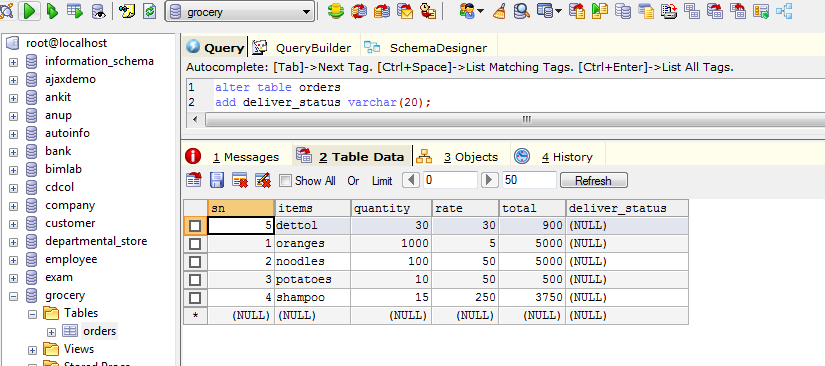 grocery
root@localhost
information_schema
ajaxdemo
ankit
anup
autoinfo
bank
bimlab
cdcol
company
customer
departmental_store
employee
exam
grocery
Tables
orders
Views
Query QueryBuilder SchemaDesigner
Autocomplete: [Tab]->Next Tag. [Ctrl+Space]->List Matching Tags. [Ctrl+Enter]->List All Tags.
1 alter table orders
2 add deliver_status varchar(20);
1 Messages 2 Table Data 3 Objects 4 History
Show All Or Limit 0 50 Refresh
sn items quantity rate total deliver_status
5 dettol 30 30 900 (NULL)
1 oranges 1000 5 5000 (NULL)
2 noodles 100 50 5000 (NULL)
3 potatoes 10 50 500 (NULL)
4 shampoo 15 250 3750 (NULL)
* (NULL) (NULL) (NULL) (NULL) (NULL) (NULL)